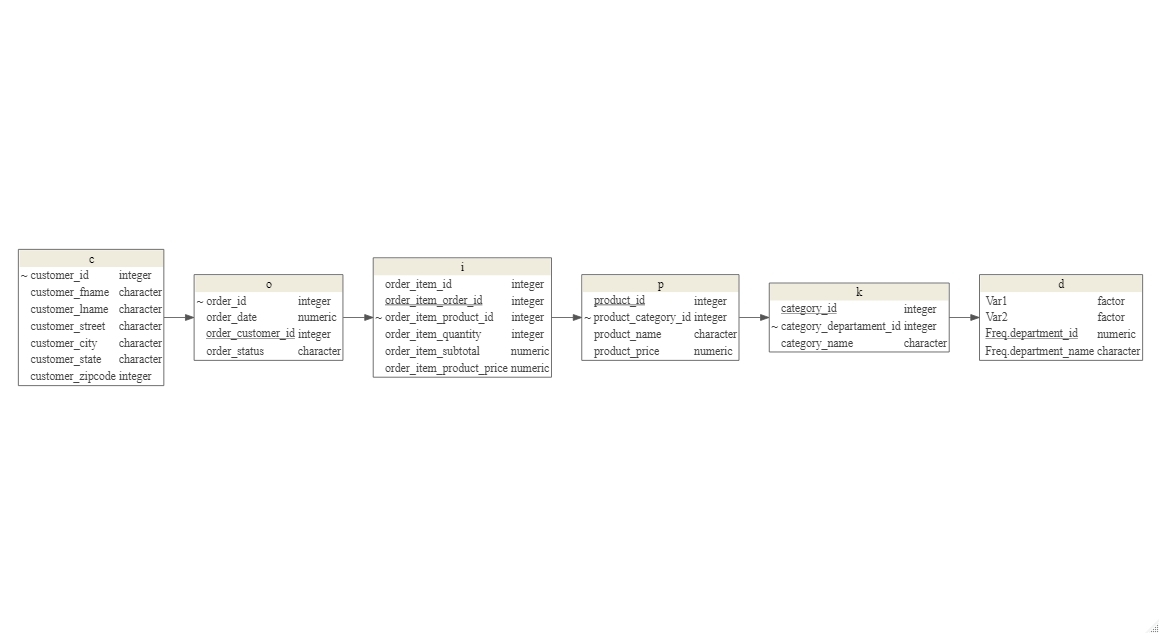 c
~ customer_id integer
customer_fname character
customer_lname character
customer_street character
customer_city character
customer_state character
customer_zipcode integer
o
~ order_id integer
order_date numeric
order_customer_id integer
order_status character
i
order_item_id integer
order_item_order_id integer
~ order_item_product_id integer
order_item_quantity integer
order_item_subtotal numeric
order_item_product_price numeric
p
product_id integer
~ product_category_id integer
product_name character
product_price numeric
k
category_id integer
~ category_departament_id integer
category_name character
d
Var1 factor
Var2 factor
Freq.department_id numeric
Freq.department_name character